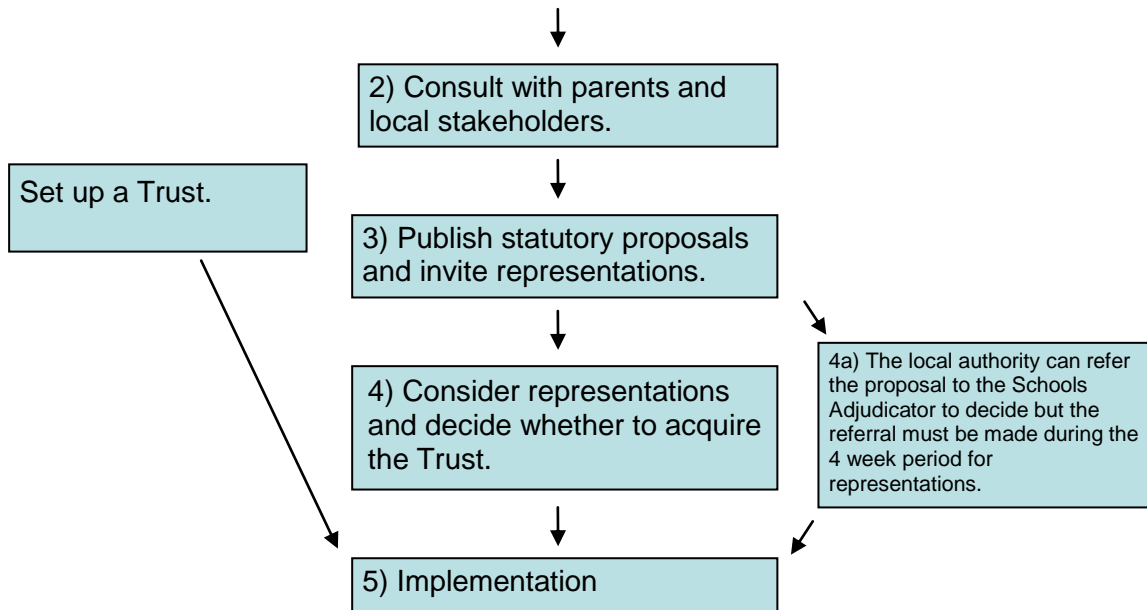 2) Consult with parents and
local stakeholders.
Set up a Trust.
3) Publish statutory proposals
and invite representations.
4) Consider representations
and decide whether to acquire
the Trust.
4a) The local authority can refer
the proposal to the Schools
Adjudicator to decide but the
referral must be made during the
4 week period for
representations.
5) Implementation